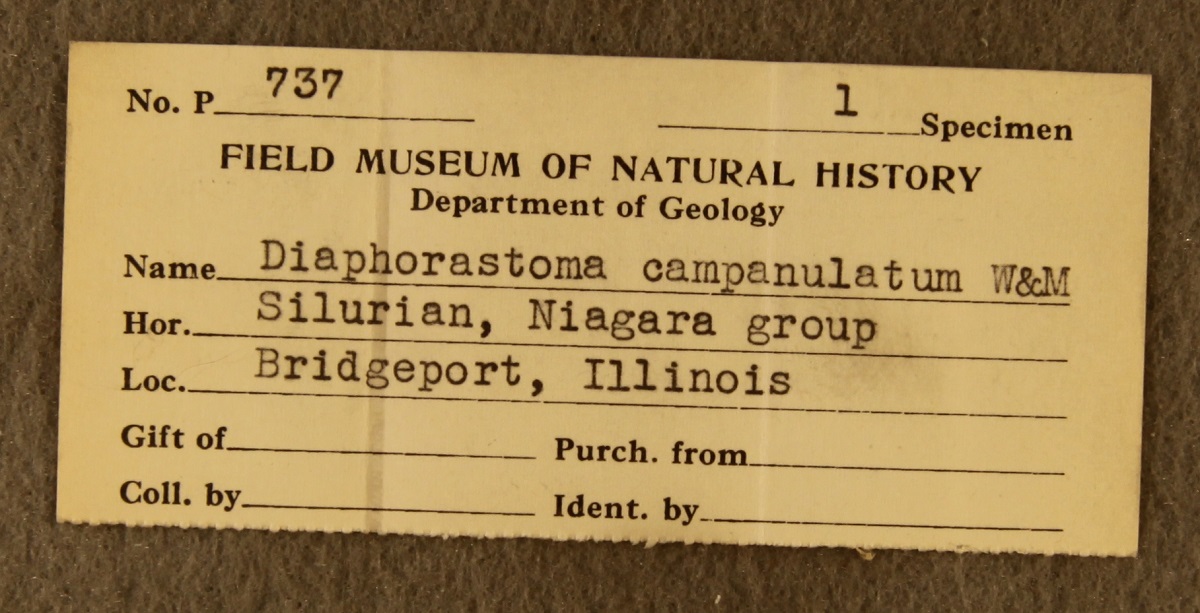 No. P 737 1 Specimen
FIELD MUSEUM OF NATURAL HISTORY
Department of Geology
Name Diaphorastoma campanulatum W&M
Hor. Silurian, Niagara group
Loc. Bridgeport, Illinois
Gift of Purch. from
Coll. by Ident. by